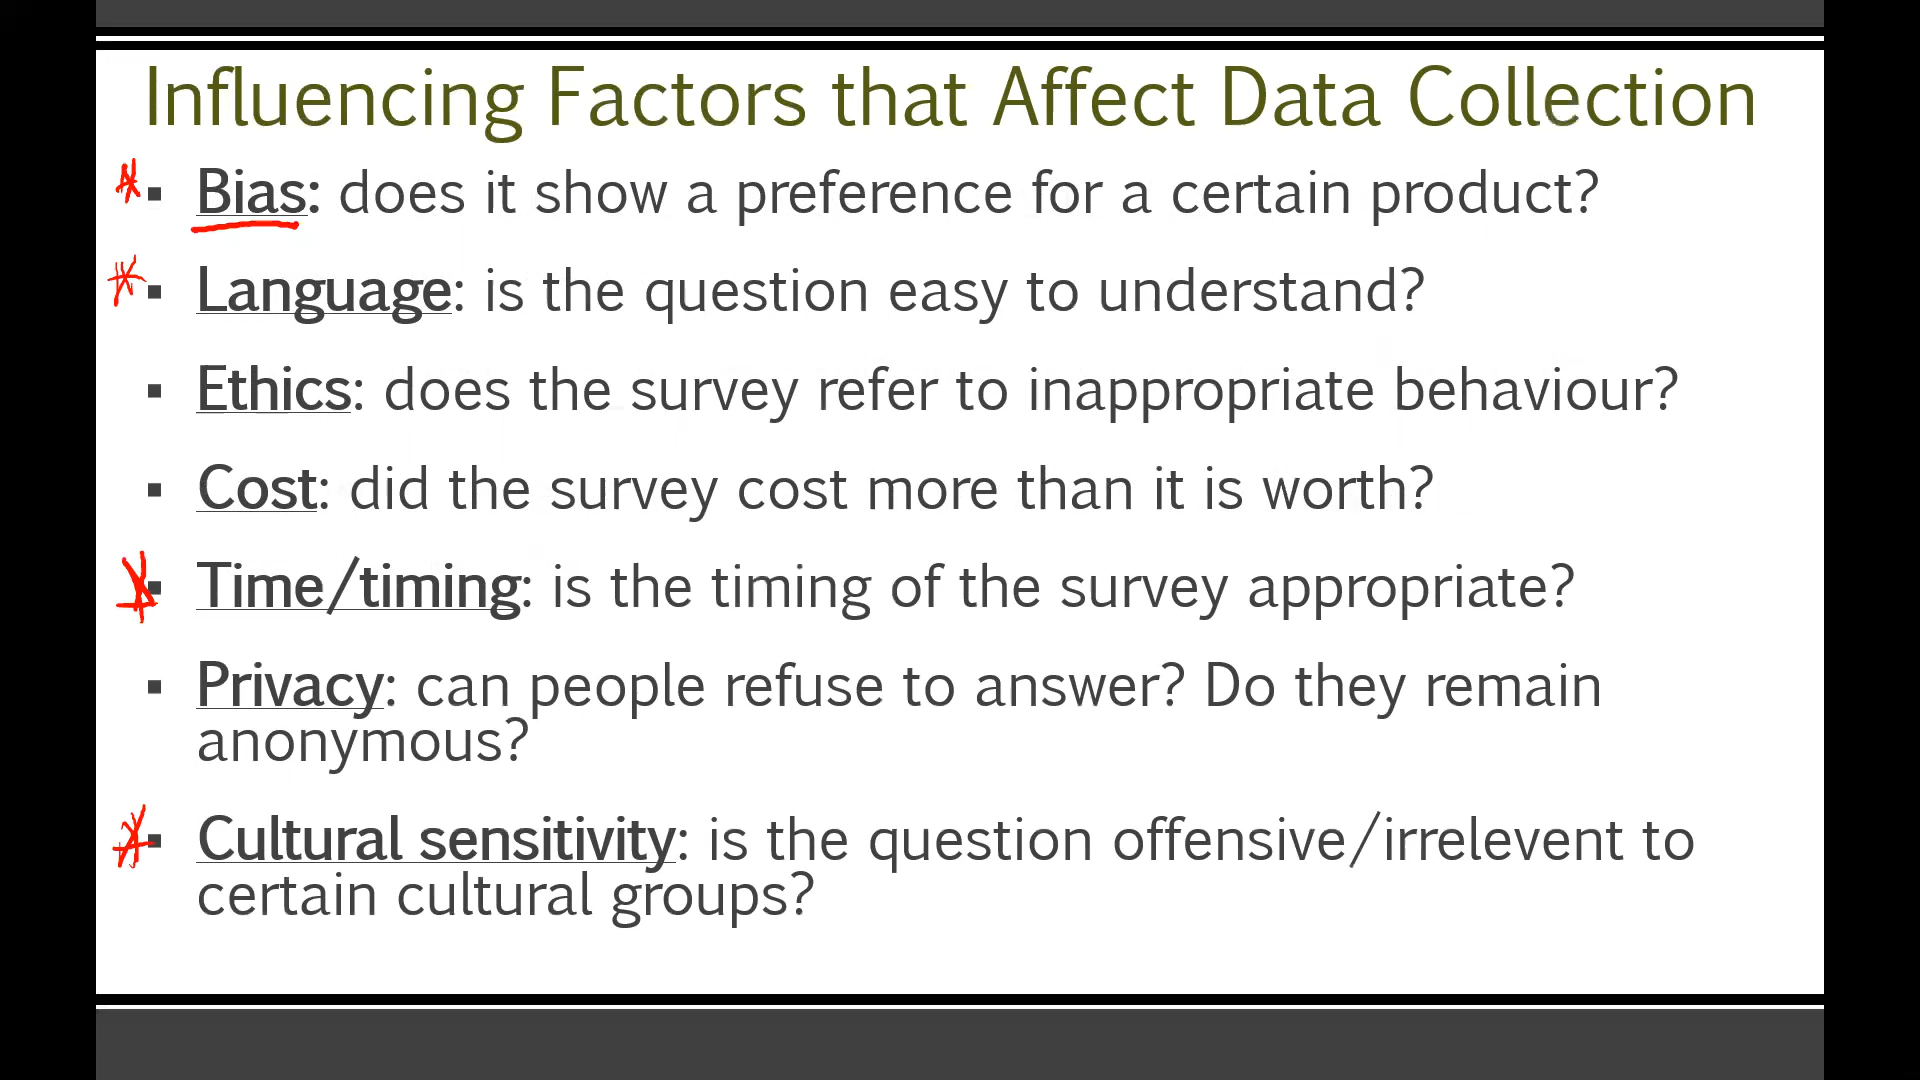 Influencing Factors that Affect Data Collection
▪ Bias: does it show a preference for a certain product?
▪ Language: is the question easy to understand?
▪ Ethics: does the survey refer to inappropriate behaviour?
▪ Cost: did the survey cost more than it is worth?
▪ Time/timing: is the timing of the survey appropriate?
▪ Privacy: can people refuse to answer? Do they remain
anonymous?
▪ Cultural sensitivity: is the question offensive/irrelevent to
certain cultural groups?